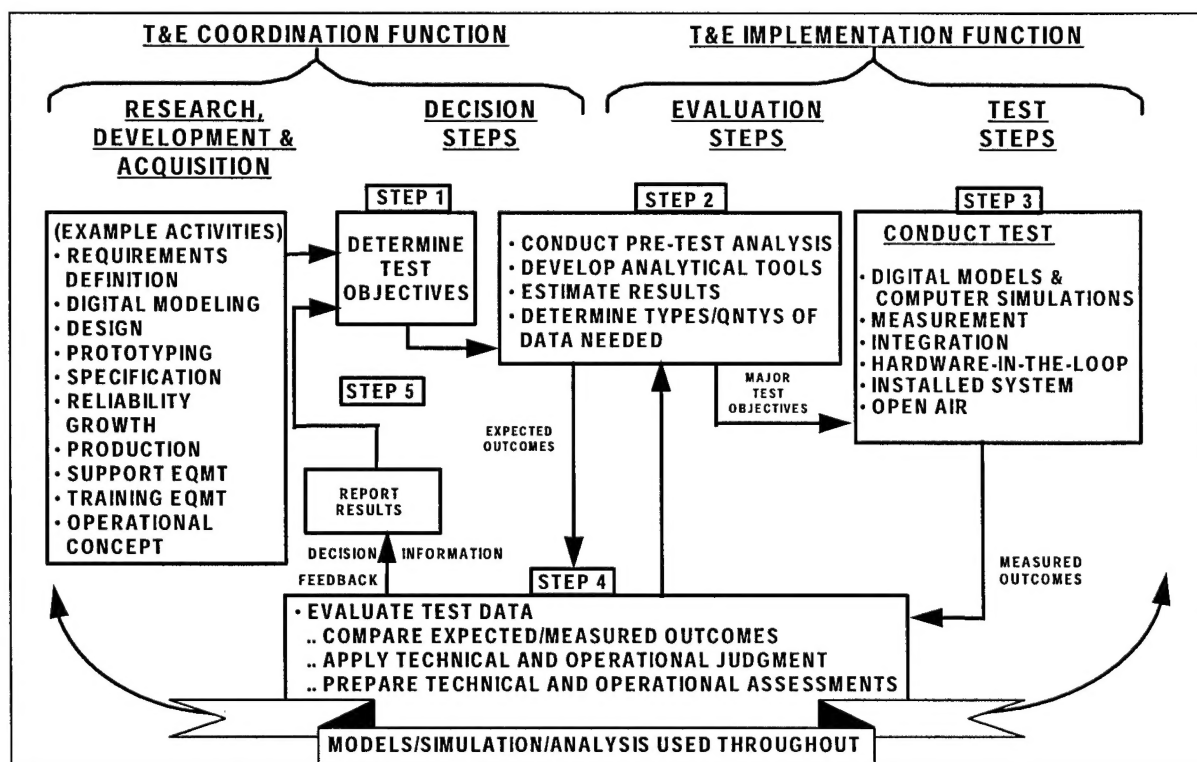 T&E COORDINATION FUNCTION
T&E IMPLEMENTATION FUNCTION
RESEARCH,
DEVELOPMENT &
ACQUISITION
DECISION
STEPS
EVALUATION
STEPS
TEST
STEPS
(EXAMPLE ACTIVITIES)
· REQUIREMENTS
DEFINITION
· DIGITAL MODELING
· DESIGN
· PROTOTYPING
· SPECIFICATION
· RELIABILITY
GROWTH
· PRODUCTION
· SUPPORT EQMT
· TRAINING EQMT
· OPERATIONAL
CONCEPT
STEP 1
DETERMINE
TEST
OBJECTIVES
STEP 2
· CONDUCT PRE-TEST ANALYSIS
· DEVELOP ANALYTICAL TOOLS
· ESTIMATE RESULTS
· DETERMINE TYPES/QNTYS OF
DATA NEEDED
STEP 3
CONDUCT TEST
· DIGITAL MODELS &
COMPUTER SIMULATIONS
· MEASUREMENT
· INTEGRATION
· HARDWARE-IN-THE-LOOP
· INSTALLED SYSTEM
· OPEN AIR
MAJOR
TEST
OBJECTIVES
EXPECTED
OUTCOMES
MEASURED
OUTCOMES
STEP 5
REPORT
RESULTS
DECISION INFORMATION
FEEDBACK
STEP 4
· EVALUATE TEST DATA
.. COMPARE EXPECTED/MEASURED OUTCOMES
.. APPLY TECHNICAL AND OPERATIONAL JUDGMENT
.. PREPARE TECHNICAL AND OPERATIONAL ASSESSMENTS
MODELS/SIMULATION/ANALYSIS USED THROUGHOUT